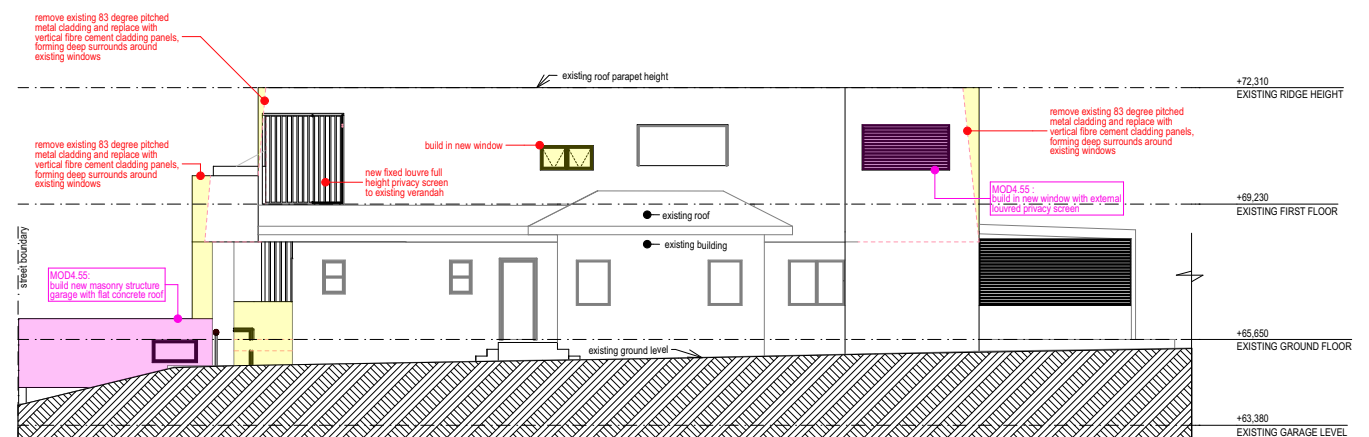 remove existing 83 degree pitched
metal cladding and replace with
vertical fibre cement cladding panels,
forming deep surrounds around
existing windows
existing roof parapet height
+72,310
EXISTING RIDGE HEIGHT
remove existing 83 degree pitched
metal cladding and replace with
vertical fibre cement cladding panels,
forming deep surrounds around
existing windows
build in new window
remove existing 83 degree pitched
metal cladding and replace with
vertical fibre cement cladding panels,
forming deep surrounds around
existing windows
new fixed louvre full
height privacy screen
to existing verandah
MOD4.55 :
build in new window with external
louvred privacy screen
+69,230
EXISTING FIRST FLOOR
existing roof
existing building
street boundary
MOD4.55:
build new masonry structure
garage with flat concrete roof
existing ground level
+65,650
EXISTING GROUND FLOOR
+63,380
EXISTING GARAGE LEVEL